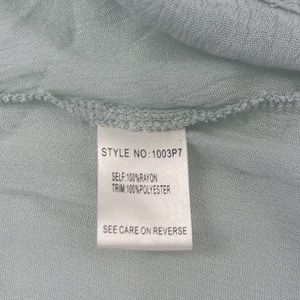 STYLE NO:1003P7
SELF:100%RAYON
TRIM:100%POLYESTER
SEE CARE ON REVERSE